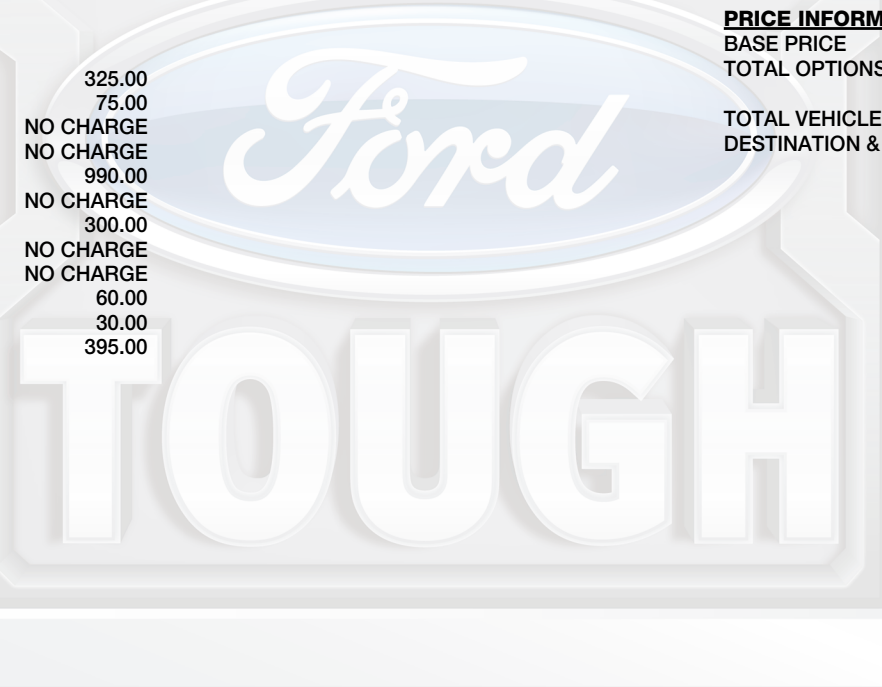 325.00
75.00
NO CHARGE
NO CHARGE
990.00
NO CHARGE
300.00
NO CHARGE
NO CHARGE
60.00
30.00
395.00
PRICE INFORM
BASE PRICE
TOTAL OPTIONS
TOTAL VEHICLE
DESTINATION &
Ford
TOUGH